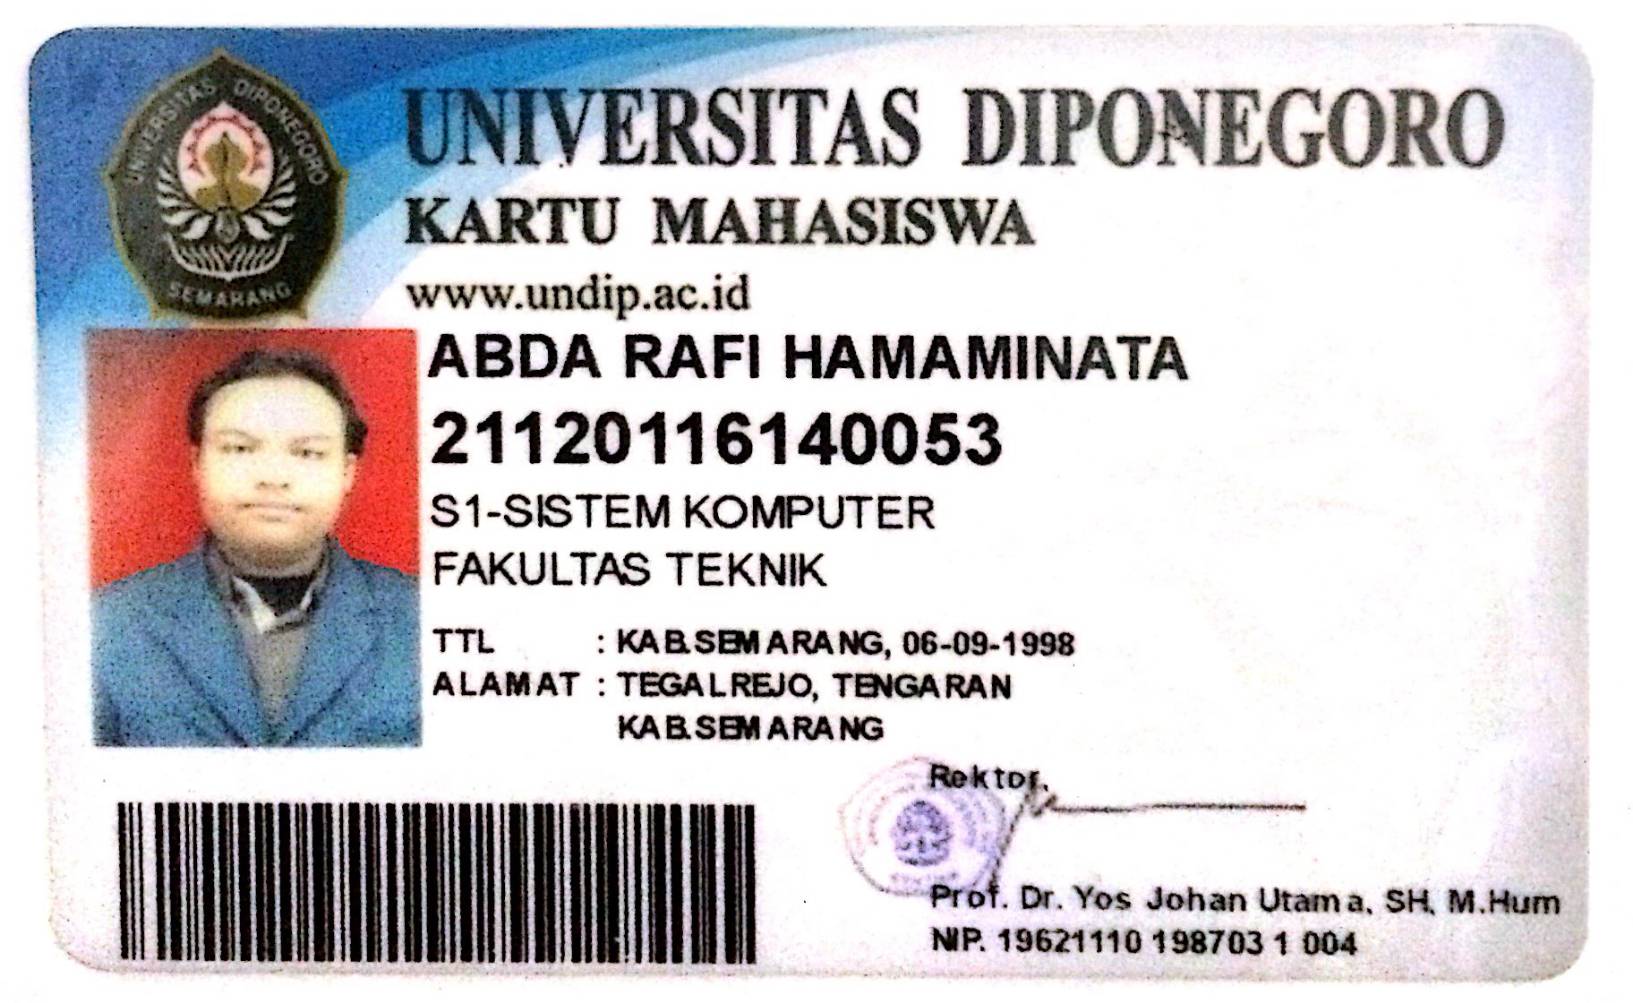 UNIVERSITAS DIPONEGORO
SEMARANG
UNIVERSITAS DIPONEGORO
KARTU MAHASISWA
www.undip.ac.id
ABDA RAFI HAMAMINATA
21120116140053
S1-SISTEM KOMPUTER
FAKULTAS TEKNIK
TTL : KAB.SEMARANG, 06-09-1998
ALAMAT : TEGALREJO, TENGARAN
KAB.SEMARANG
Rektor,
Prof. Dr. Yos Johan Utama, SH, M.Hum
NIP. 19621110 198703 1 004